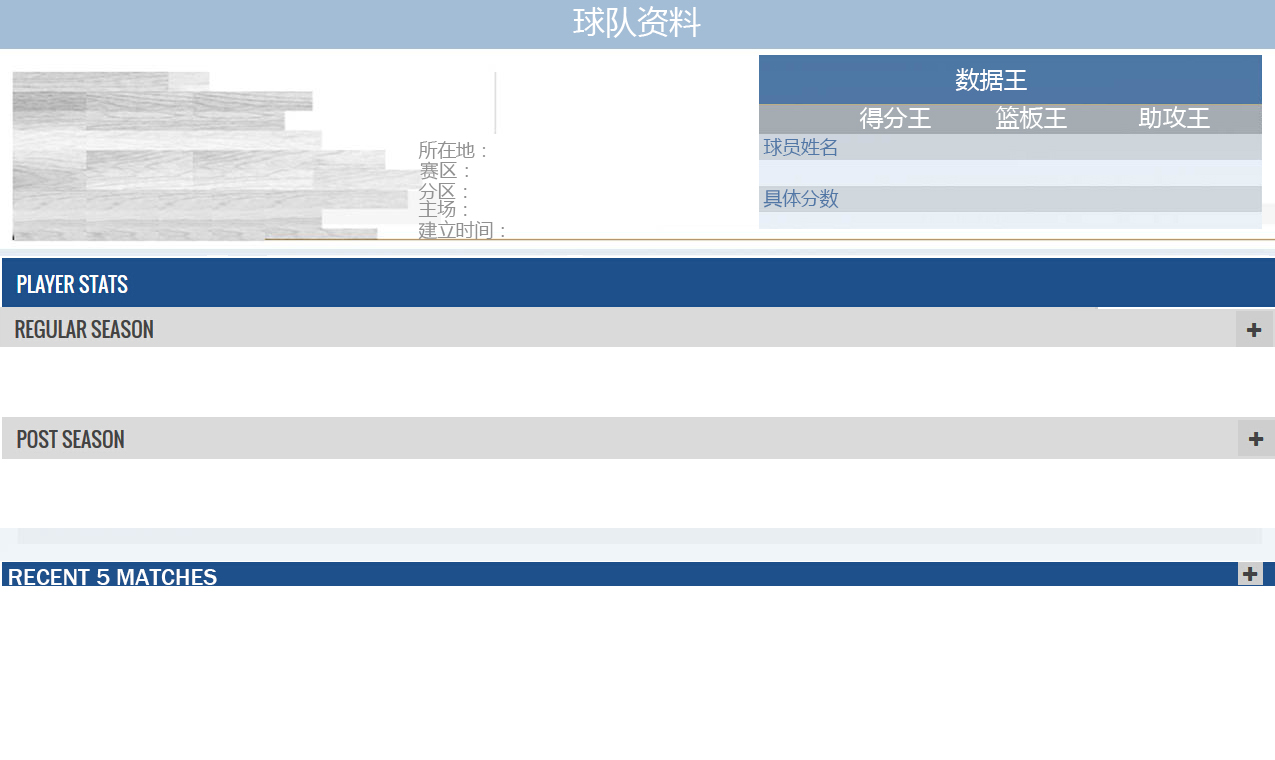 球队资料
数据王
得分王 篮板王 助攻王
球员姓名
具体分数
所在地：
赛区：
分区：
主场：
建立时间：
PLAYER STATS
REGULAR SEASON
POST SEASON
RECENT 5 MATCHES